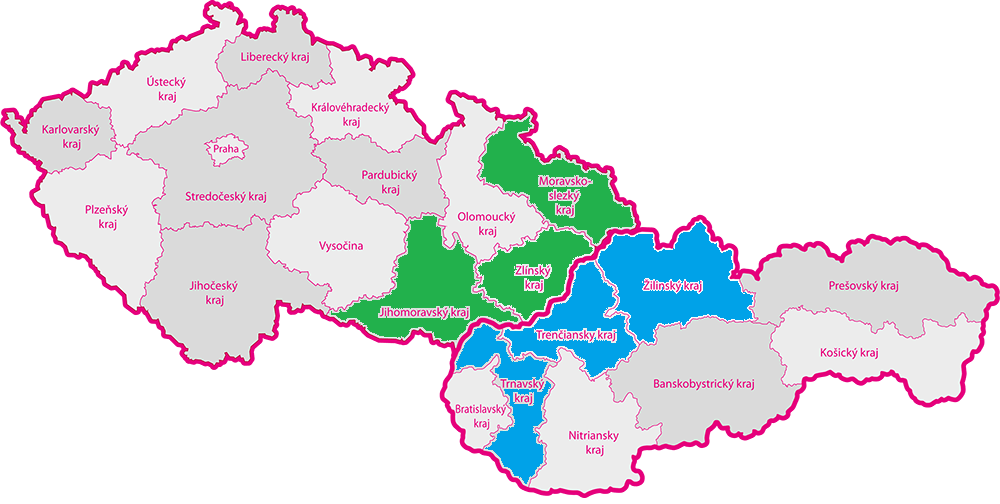 Liberecký kraj
Ústecký
kraj
Královéhradecký
kraj
Karlovarský
kraj
Praha
Pardubický
kraj
Moravsko-
slezký
kraj
Stredočeský kraj
Plzeňský
kraj
Olomoucký
kraj
Vysočina
Zlínský
kraj
Jihočeský
kraj
Žilinský kraj
Prešovský kraj
Jihomoravský kraj
Trenčiansky kraj
Košický kraj
Trnavský
kraj
Banskobystrický kraj
Bratislavský
kraj
Nitriansky
kraj